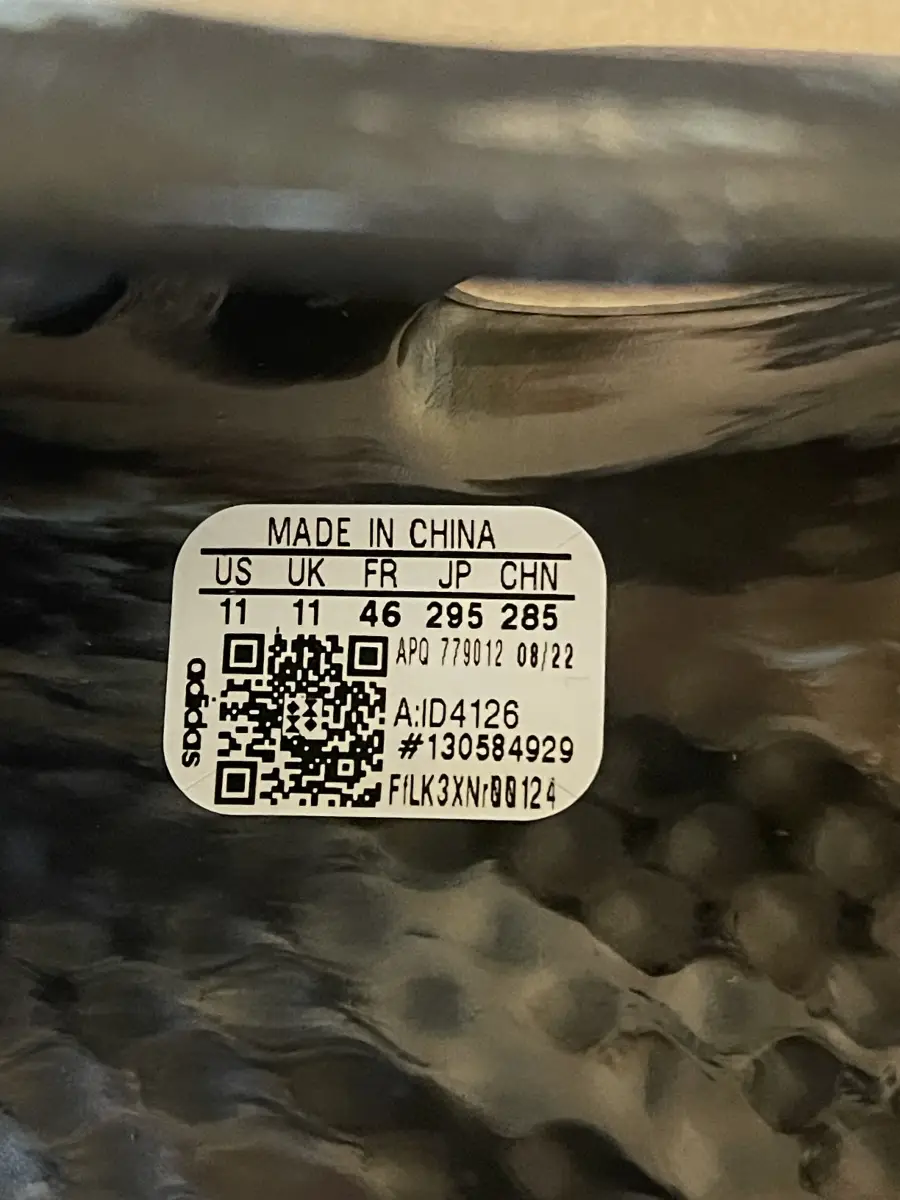 MADE IN CHINA
US UK FR JP CHN
11 11 46 295 285
APQ 779012 08/22
A:ID4126
#130584929
adidas